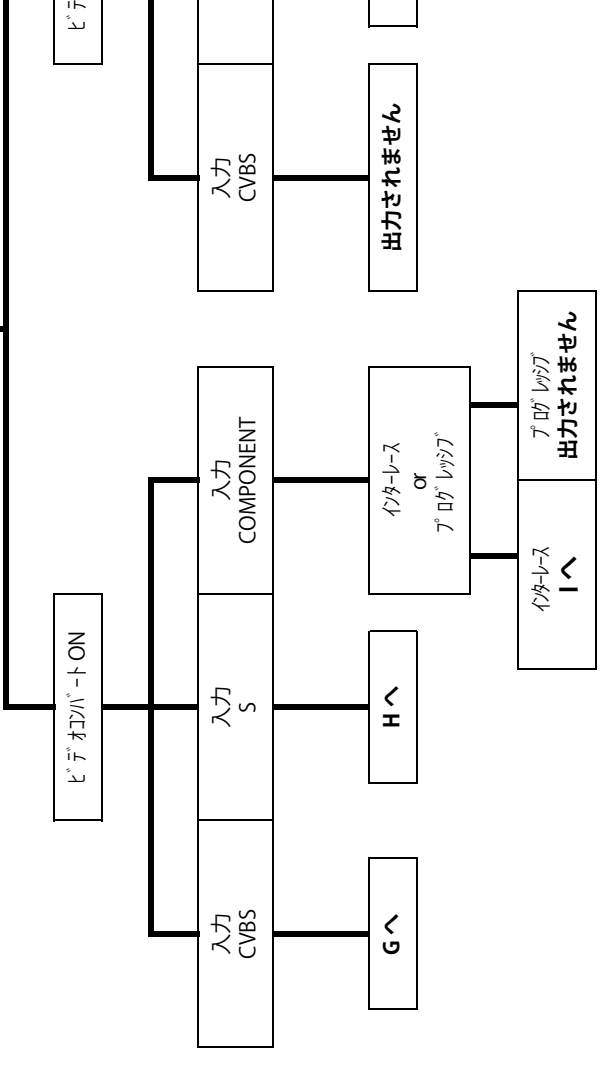 ビデオコンバートON
ビデ
入力
CVBS
入力
S
入力
COMPONENT
入力
CVBS
Gへ
Hへ
インターレース
or
プログレッシブ
出力されません
インターレース
Iへ
プログレッシブ
出力されません